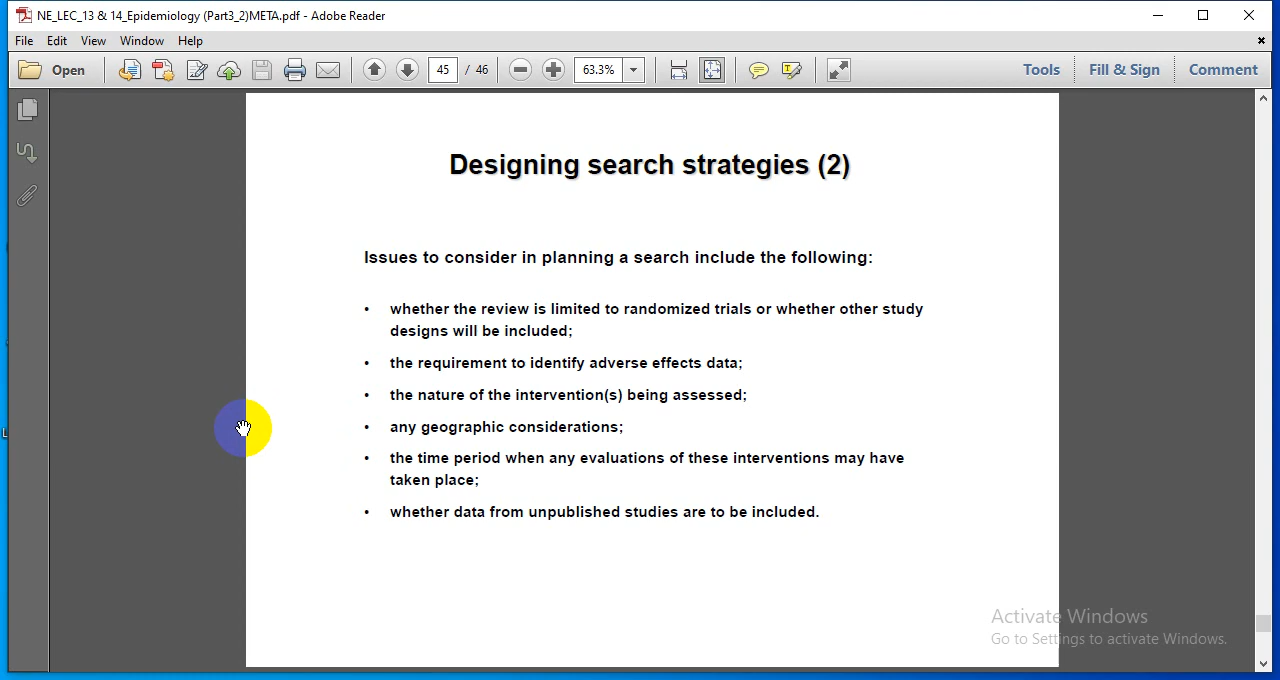 NE_LEC_13 & 14_Epidemiology (Part3_2)META.pdf - Adobe Reader
File Edit View Window Help
Open 45 / 46 63.3% Tools Fill & Sign Comment
Designing search strategies (2)
Issues to consider in planning a search include the following:
• whether the review is limited to randomized trials or whether other study
designs will be included;
• the requirement to identify adverse effects data;
• the nature of the intervention(s) being assessed;
• any geographic considerations;
• the time period when any evaluations of these interventions may have
taken place;
• whether data from unpublished studies are to be included.
Activate Windows
Go to Settings to activate Windows.